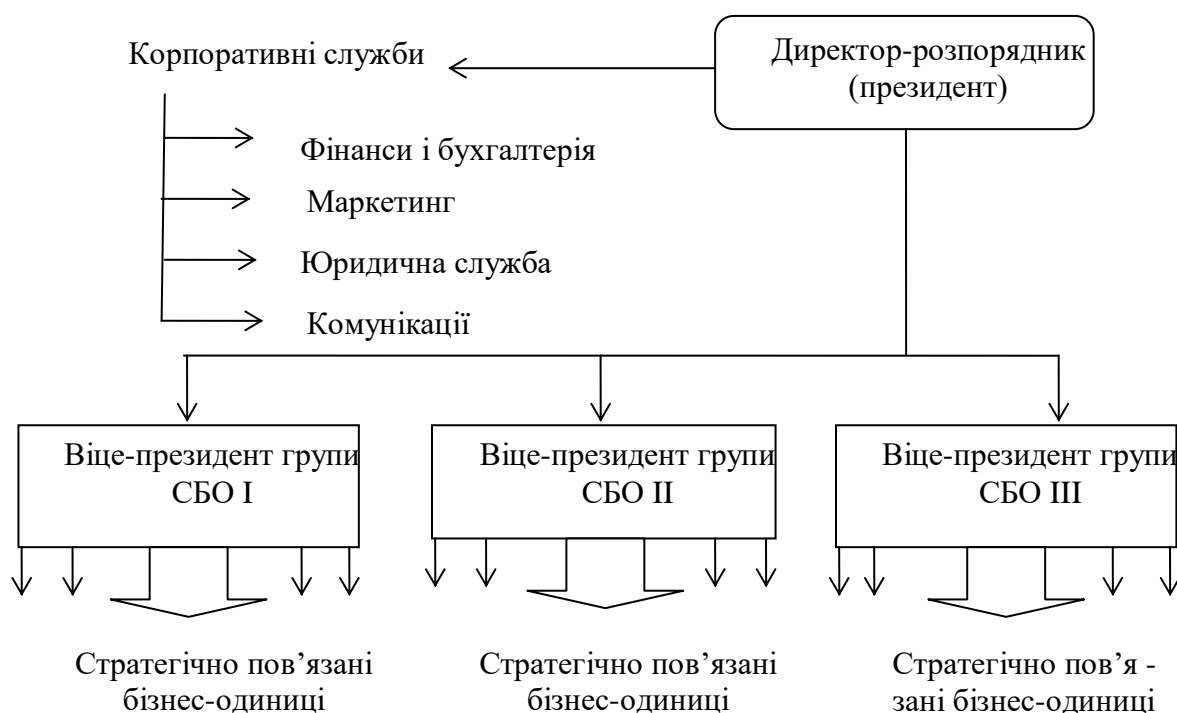 Корпоративні служби
Директор-розпорядник
(президент)
Фінанси і бухгалтерія
Маркетинг
Юридична служба
Комунікації
Віце-президент групи
СБО І
Віце-президент групи
СБО ІІ
Віце-президент групи
СБО ІІІ
Стратегічно пов’язані
бізнес-одиниці
Стратегічно пов’язані
бізнес-одиниці
Стратегічно пов’я -
зані бізнес-одиниці